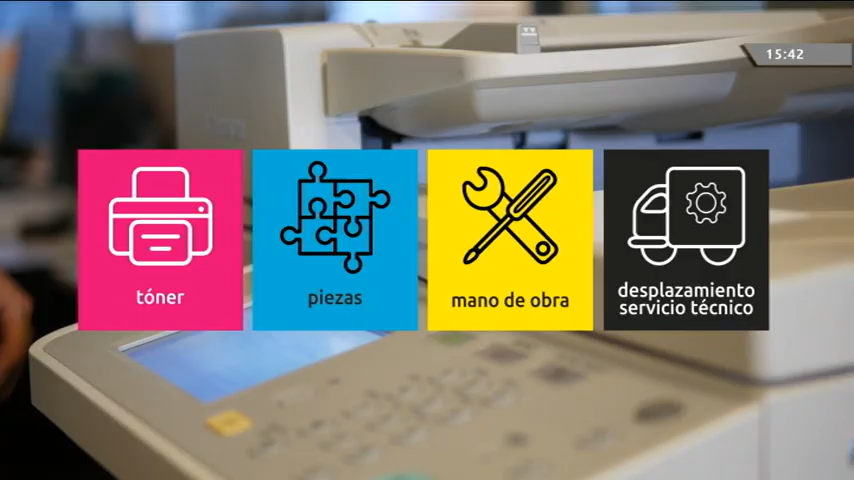 15:42
tóner
piezas
mano de obra
desplazamiento
servicio técnico